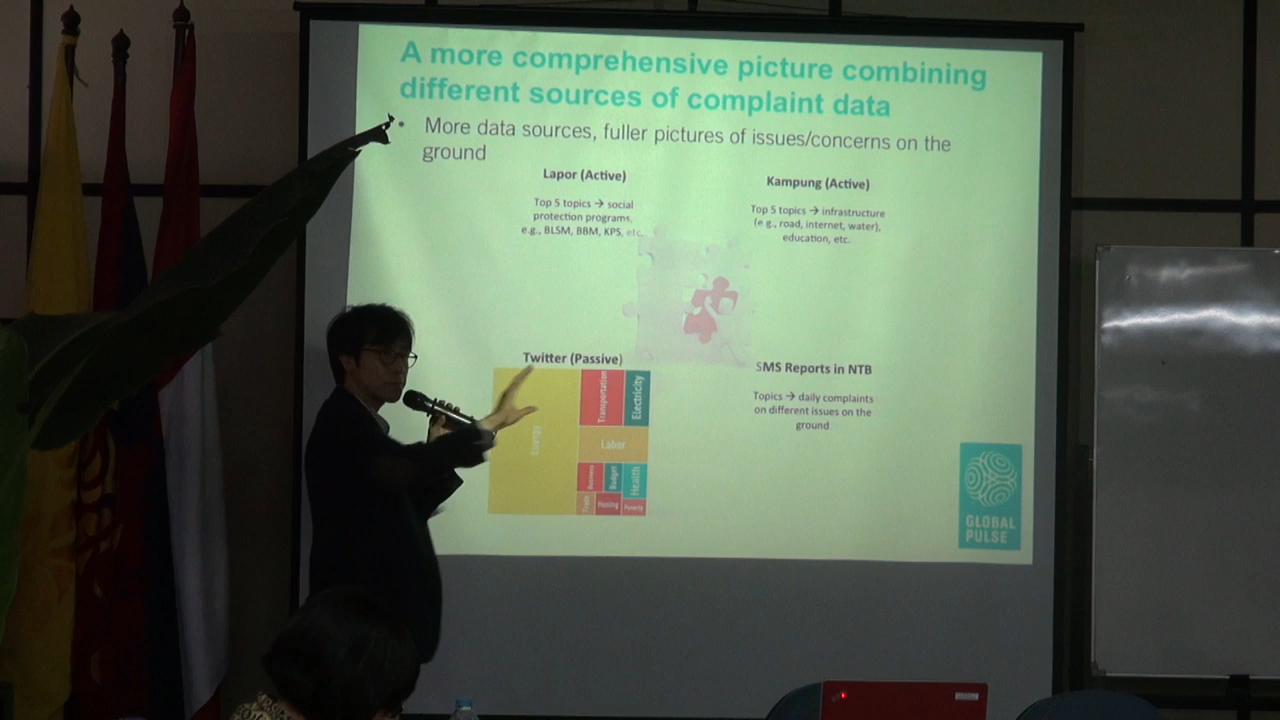 A more comprehensive picture combining
different sources of complaint data
• More data sources, fuller pictures of issues/concerns on the
ground
Lapor (Active)
Top 5 topics → social
protection programs,
e.g., BLSM, BBM, KPS, etc.
Kampung (Active)
Top 5 topics → infrastructure
(e.g., road, internet, water),
education, etc.
Twitter (Passive)
Energy
Transportation
Electricity
Labor
Business
Budget
Health
Trade
Poverty
SMS Reports in NTB
Topics → daily complaints
on different issues on the
ground
GLOBAL
PULSE